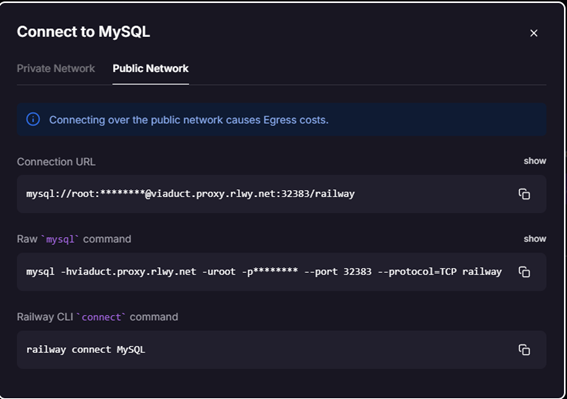 Connect to MySQL
Private Network Public Network
Connecting over the public network causes Egress costs.
Connection URL show
mysql://root:********@viaduct.proxy.rlwy.net:32383/railway
Raw `mysql` command show
mysql -hviaduct.proxy.rlwy.net -uroot -p******** --port 32383 --protocol=TCP railway
Railway CLI `connect` command
railway connect MySQL